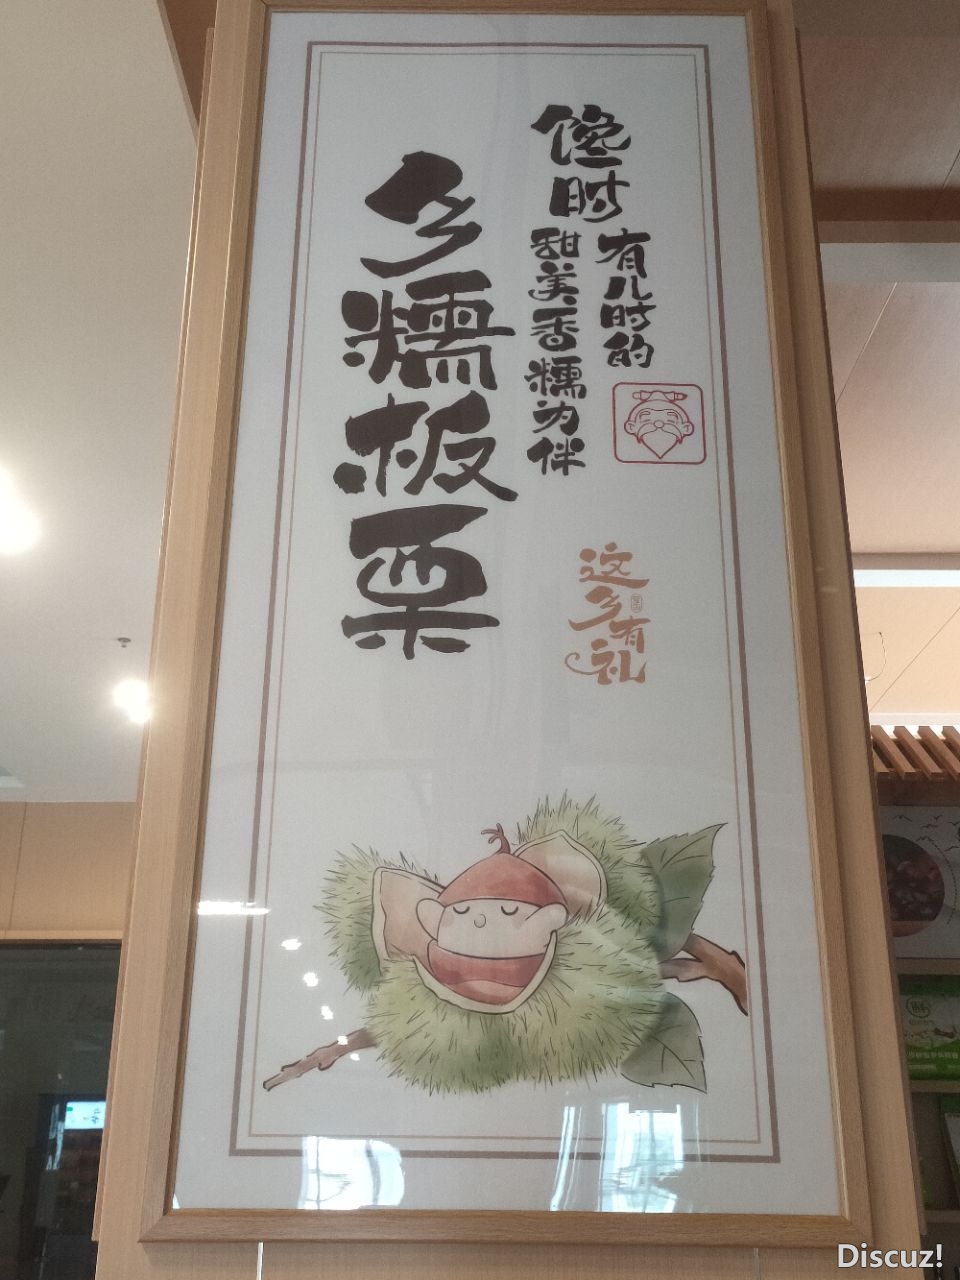 馋时
有儿时的
甜美香糯为伴
乡糯板栗
这乡有礼
Discuz!